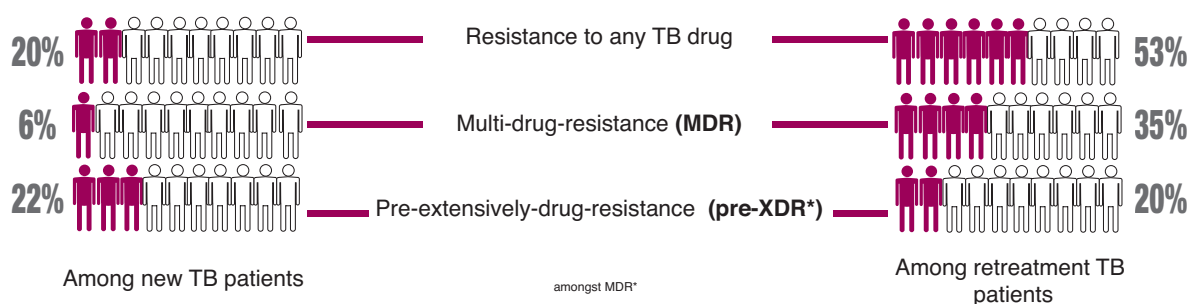 20%
Resistance to any TB drug
53%
6%
Multi-drug-resistance (MDR)
35%
22%
Pre-extensively-drug-resistance (pre-XDR*)
20%
Among new TB patients
amongst MDR*
Among retreatment TB
patients